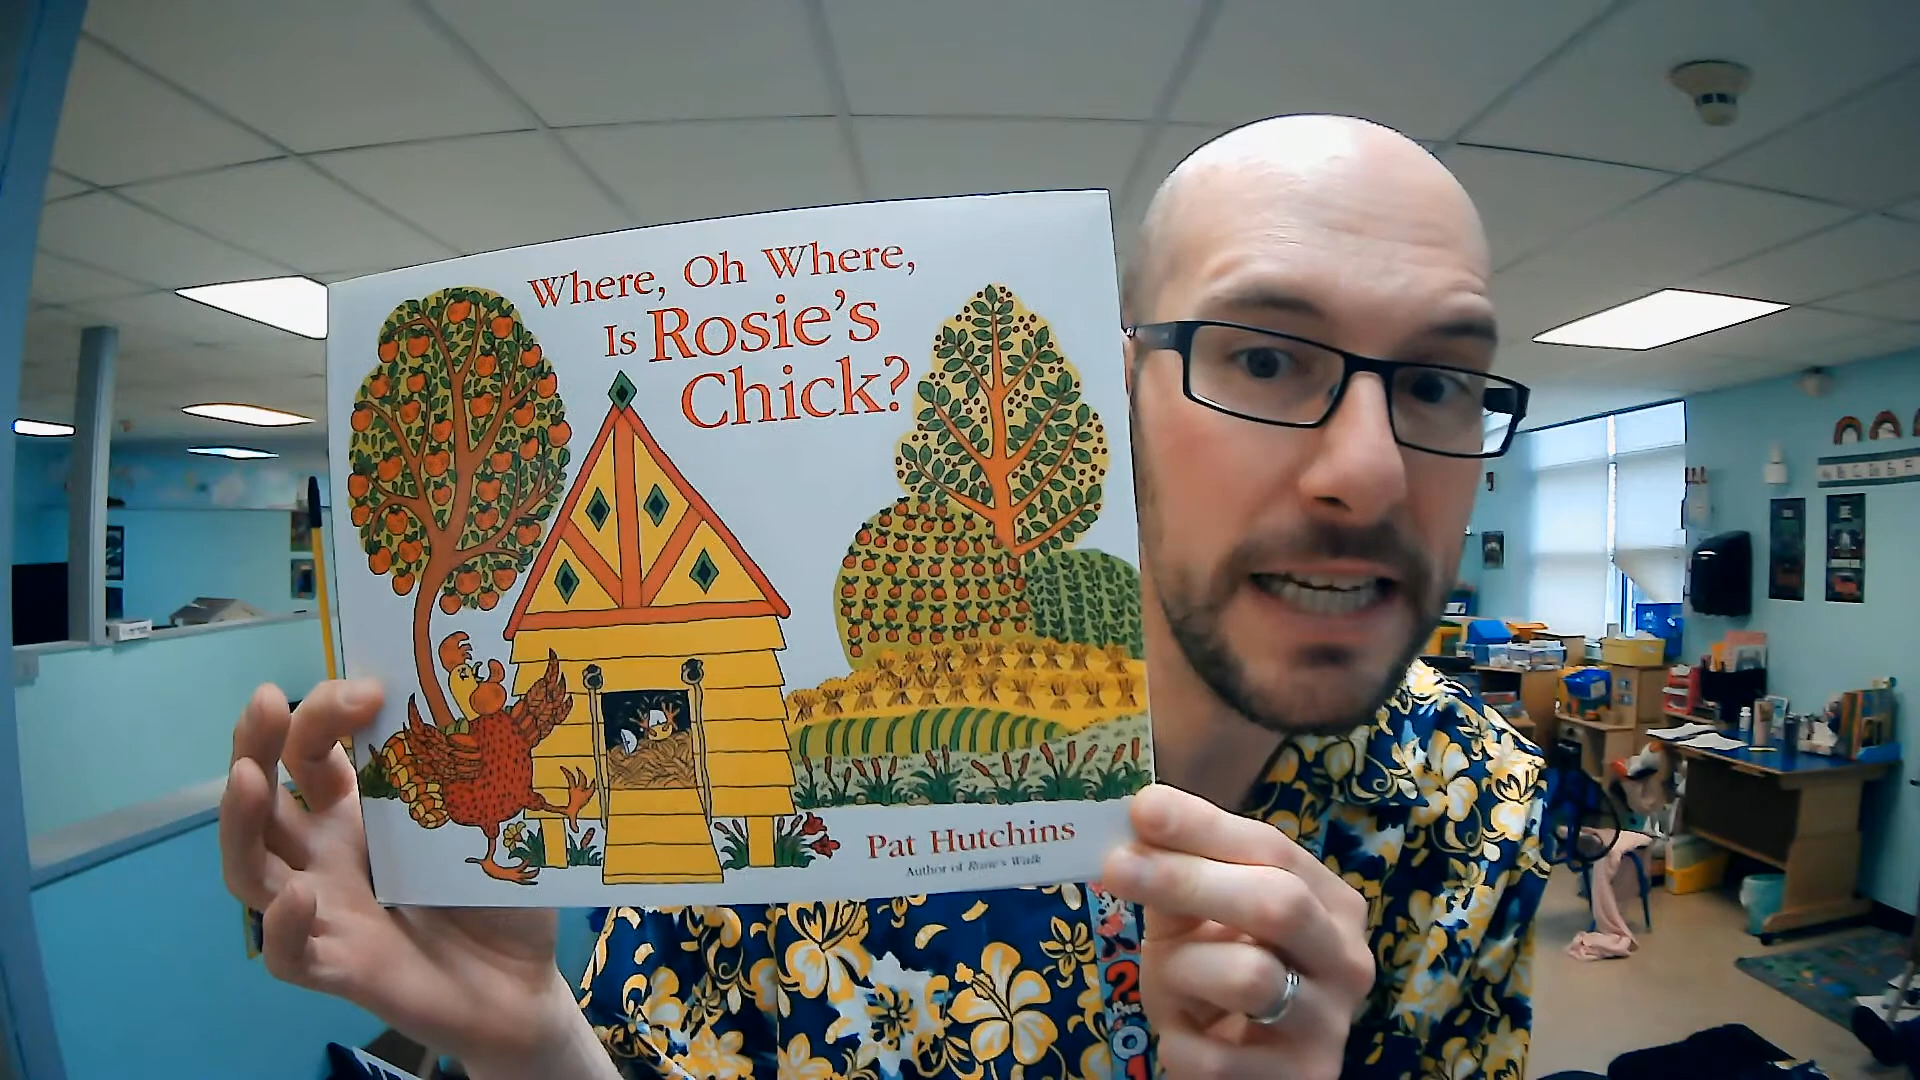 Where, Oh Where,
Is Rosie's
Chick?
Pat Hutchins
Author of Rosie's Walk